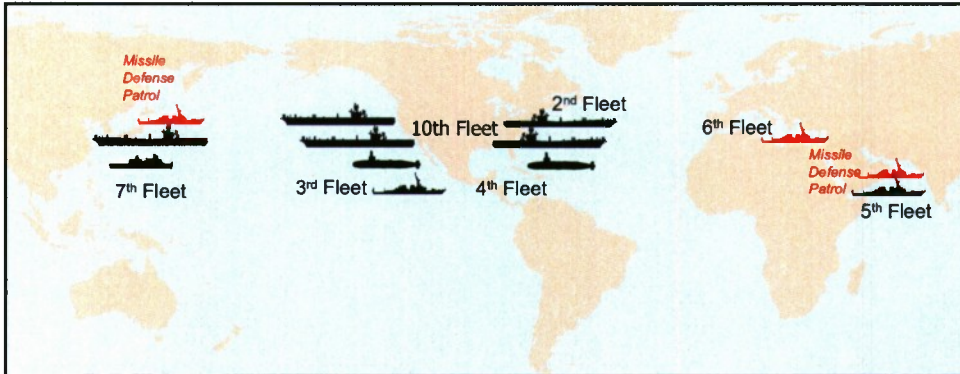 Missile
Defense
Patrol
7th Fleet
3rd Fleet
10th Fleet
2nd Fleet
4th Fleet
6th Fleet
Missile
Defense
Patrol
5th Fleet